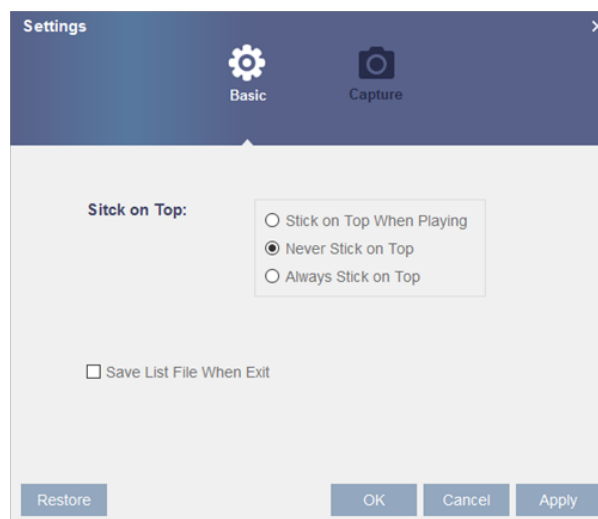 Settings
Basic
Capture
Sitck on Top:
Stick on Top When Playing
Never Stick on Top
Always Stick on Top
Save List File When Exit
Restore
OK
Cancel
Apply